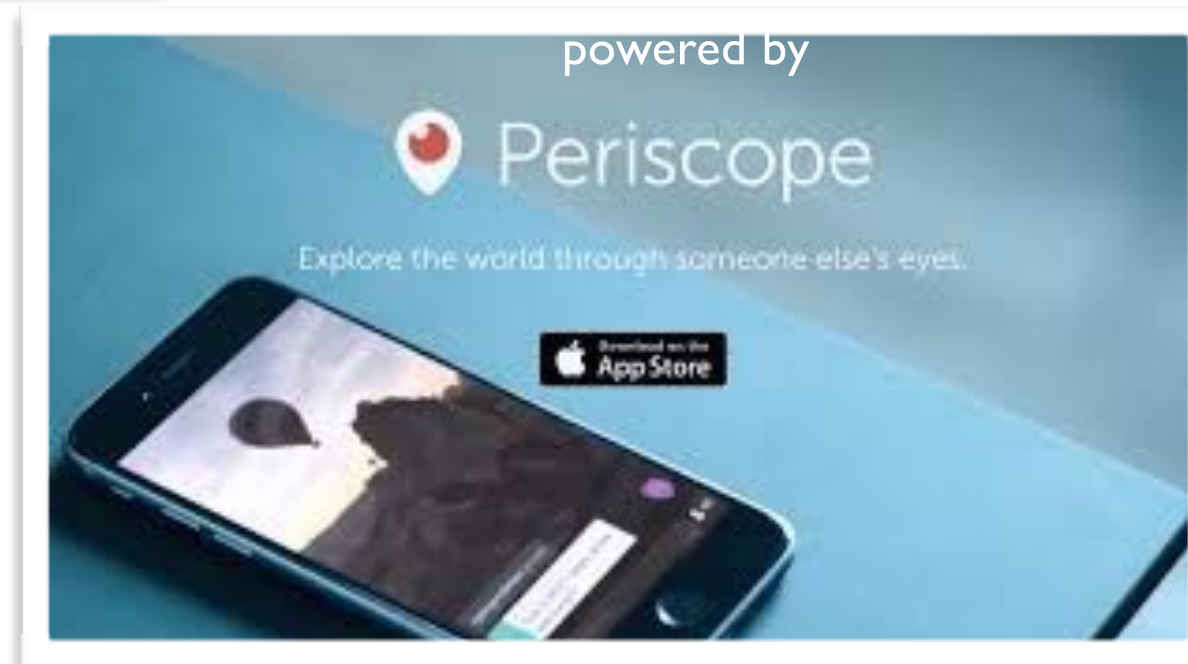 powered by
Periscope
Explore the world through someone else's eyes.
Download on the
App Store